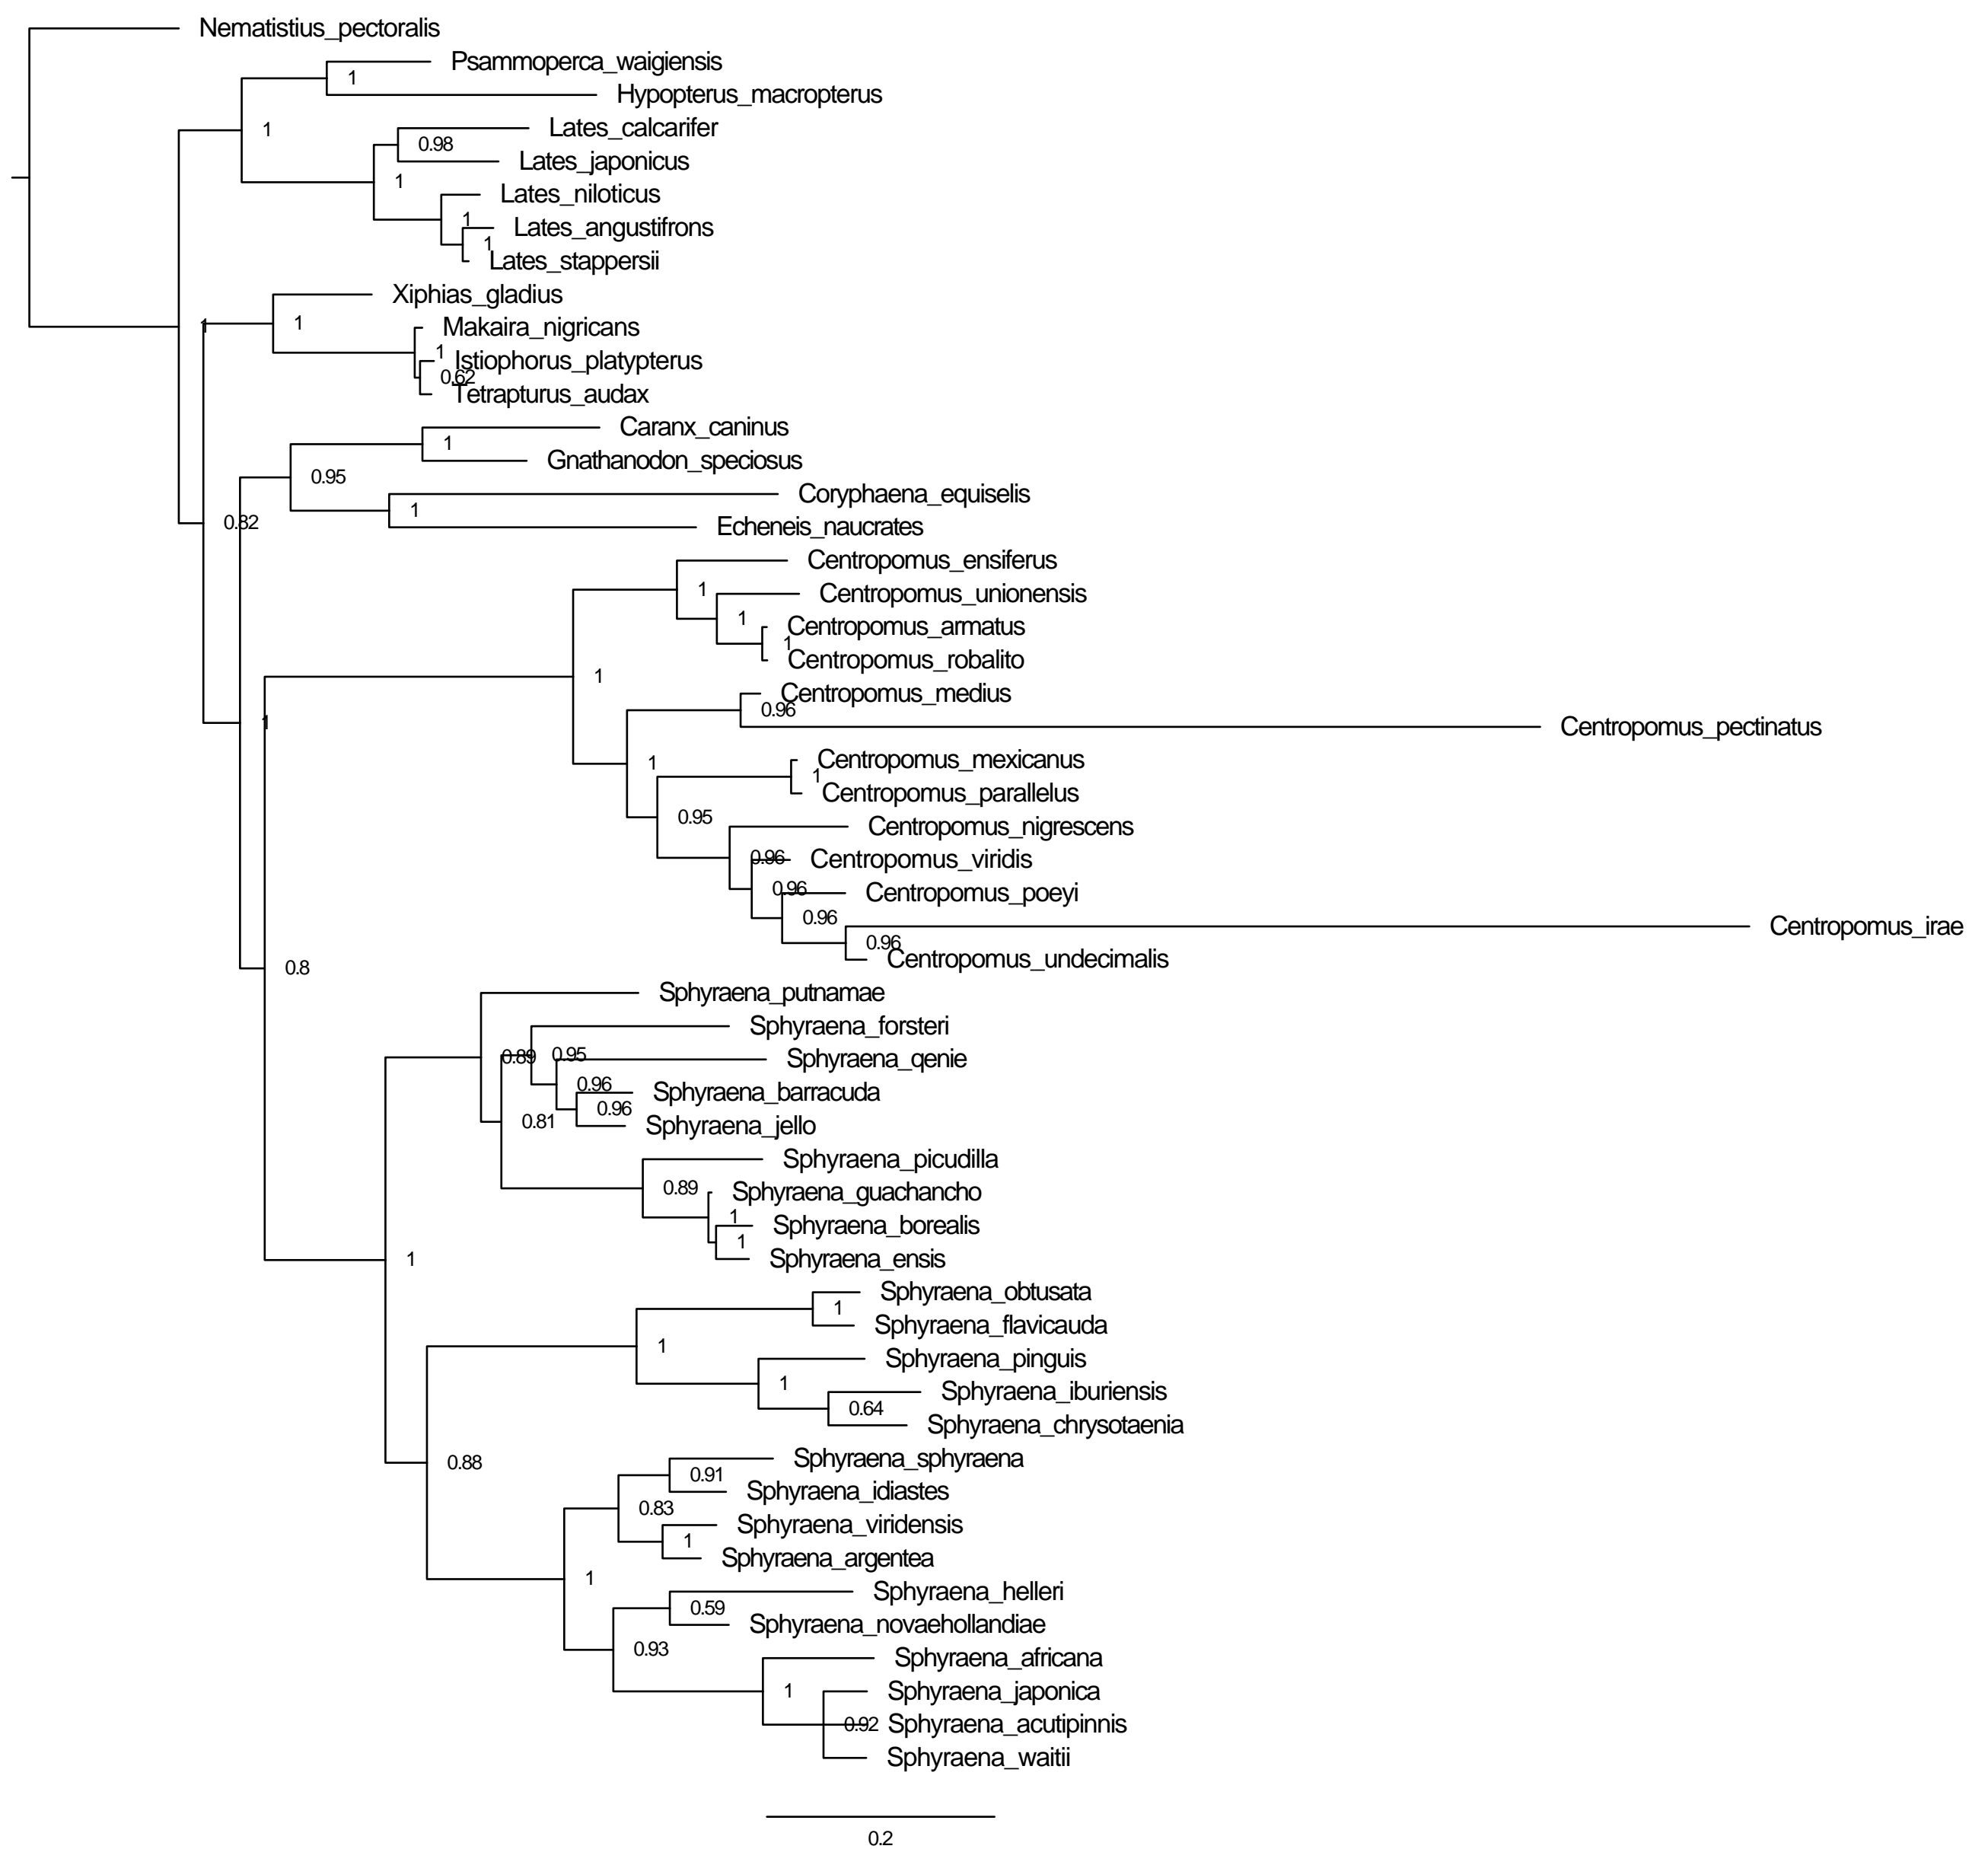 Nematistius_pectoralis
Psammoperca_waigiensis
1
Hypopterus_macropterus
1
Lates_calcarifer
0.98
Lates_japonicus
1
Lates_niloticus
1
Lates_angustifrons
1
Lates_stappersii
Xiphias_gladius
1
1
Makaira_nigricans
1
Istiophorus_platypterus
0.62
Tetrapturus_audax
Caranx_caninus
1
Gnathanodon_speciosus
0.95
Coryphaena_equiselis
1
0.82
Echeneis_naucrates
Centropomus_ensiferus
1
Centropomus_unionensis
1
Centropomus_armatus
1
Centropomus_robalito
1
Centropomus_medius
0.96
1
Centropomus_pectinatus
Centropomus_mexicanus
1
1
Centropomus_parallelus
0.95
Centropomus_nigrescens
0.96
Centropomus_viridis
0.96
Centropomus_poeyi
0.96
Centropomus_irae
0.96
Centropomus_undecimalis
0.8
Sphyraena_putnamae
Sphyraena_forsteri
0.89
0.95
Sphyraena_qenie
0.96
Sphyraena_barracuda
0.96
0.81
Sphyraena_jello
Sphyraena_picudilla
0.89
Sphyraena_guachancho
1
Sphyraena_borealis
1
Sphyraena_ensis
1
Sphyraena_obtusata
1
Sphyraena_flavicauda
1
Sphyraena_pinguis
1
Sphyraena_iburiensis
0.64
Sphyraena_chrysotaenia
0.88
Sphyraena_sphyraena
0.91
Sphyraena_idiastes
0.83
Sphyraena_viridensis
1
Sphyraena_argentea
1
Sphyraena_helleri
0.59
Sphyraena_novaehollandiae
0.93
Sphyraena_africana
1
Sphyraena_japonica
0.92
Sphyraena_acutipinnis
Sphyraena_waitii
0.2